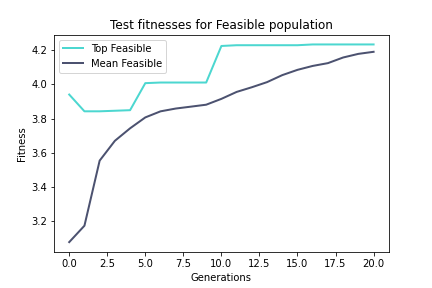 Test fitnesses for Feasible population
Top Feasible
Mean Feasible
Fitness
4.2
4.0
3.8
3.6
3.4
3.2
0.0 2.5 5.0 7.5 10.0 12.5 15.0 17.5 20.0
Generations